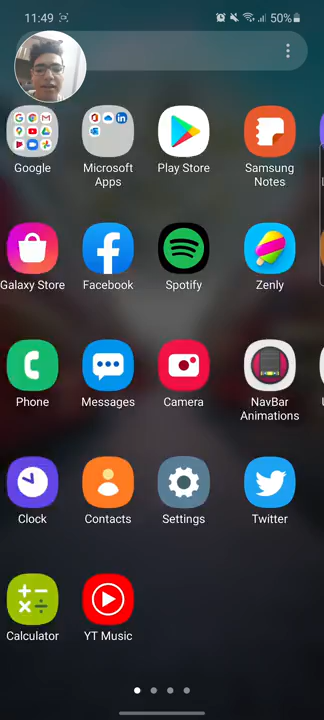 11:49
50%
Google
Microsoft Apps
Play Store
Samsung Notes
Galaxy Store
Facebook
Spotify
Zenly
Phone
Messages
Camera
NavBar Animations
Clock
Contacts
Settings
Twitter
Calculator
YT Music